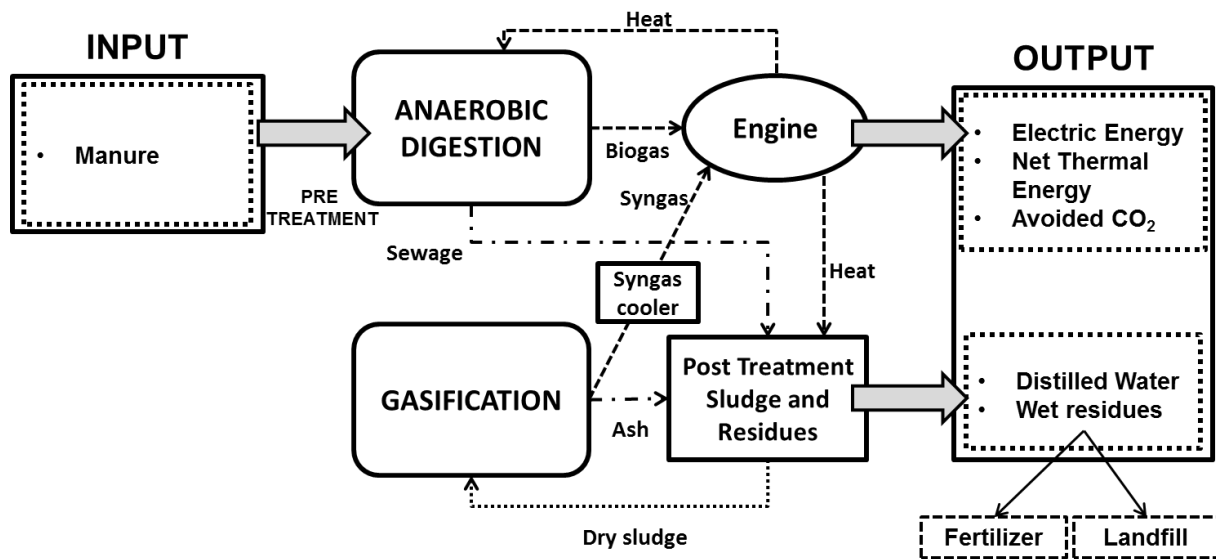 Heat
INPUT
OUTPUT
• Manure
PRE
TREATMENT
ANAEROBIC
DIGESTION
Biogas
Engine
Syngas
• Electric Energy
• Net Thermal
Energy
• Avoided CO₂
Sewage
Syngas
cooler
Heat
GASIFICATION
Ash
Post Treatment
Sludge and
Residues
• Distilled Water
• Wet residues
Dry sludge
Fertilizer
Landfill